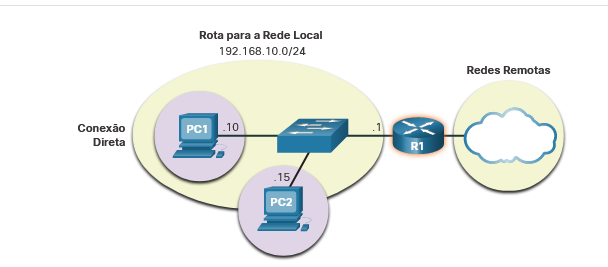 Rota para a Rede Local
192.168.10.0/24
Redes Remotas
Conexão
Direta
PC1
.10
.1
R1
.15
PC2